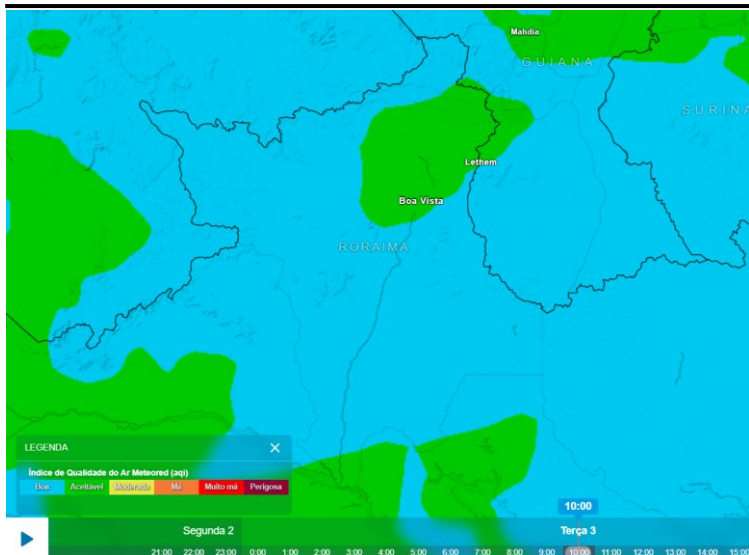 Mahdia
GUIANA
SURINA
Lethem
Boa Vista
RORAIMA
LEGENDA
Índice de Qualidade do Ar Meteored (aqi)
Boa Aceitável Moderada Má Muito má Perigosa
10:00
Segunda 2 Terça 3
21:00 22:00 23:00 0:00 1:00 2:00 3:00 4:00 5:00 6:00 7:00 8:00 9:00 10:00 11:00 12:00 13:00 14:00 15:00